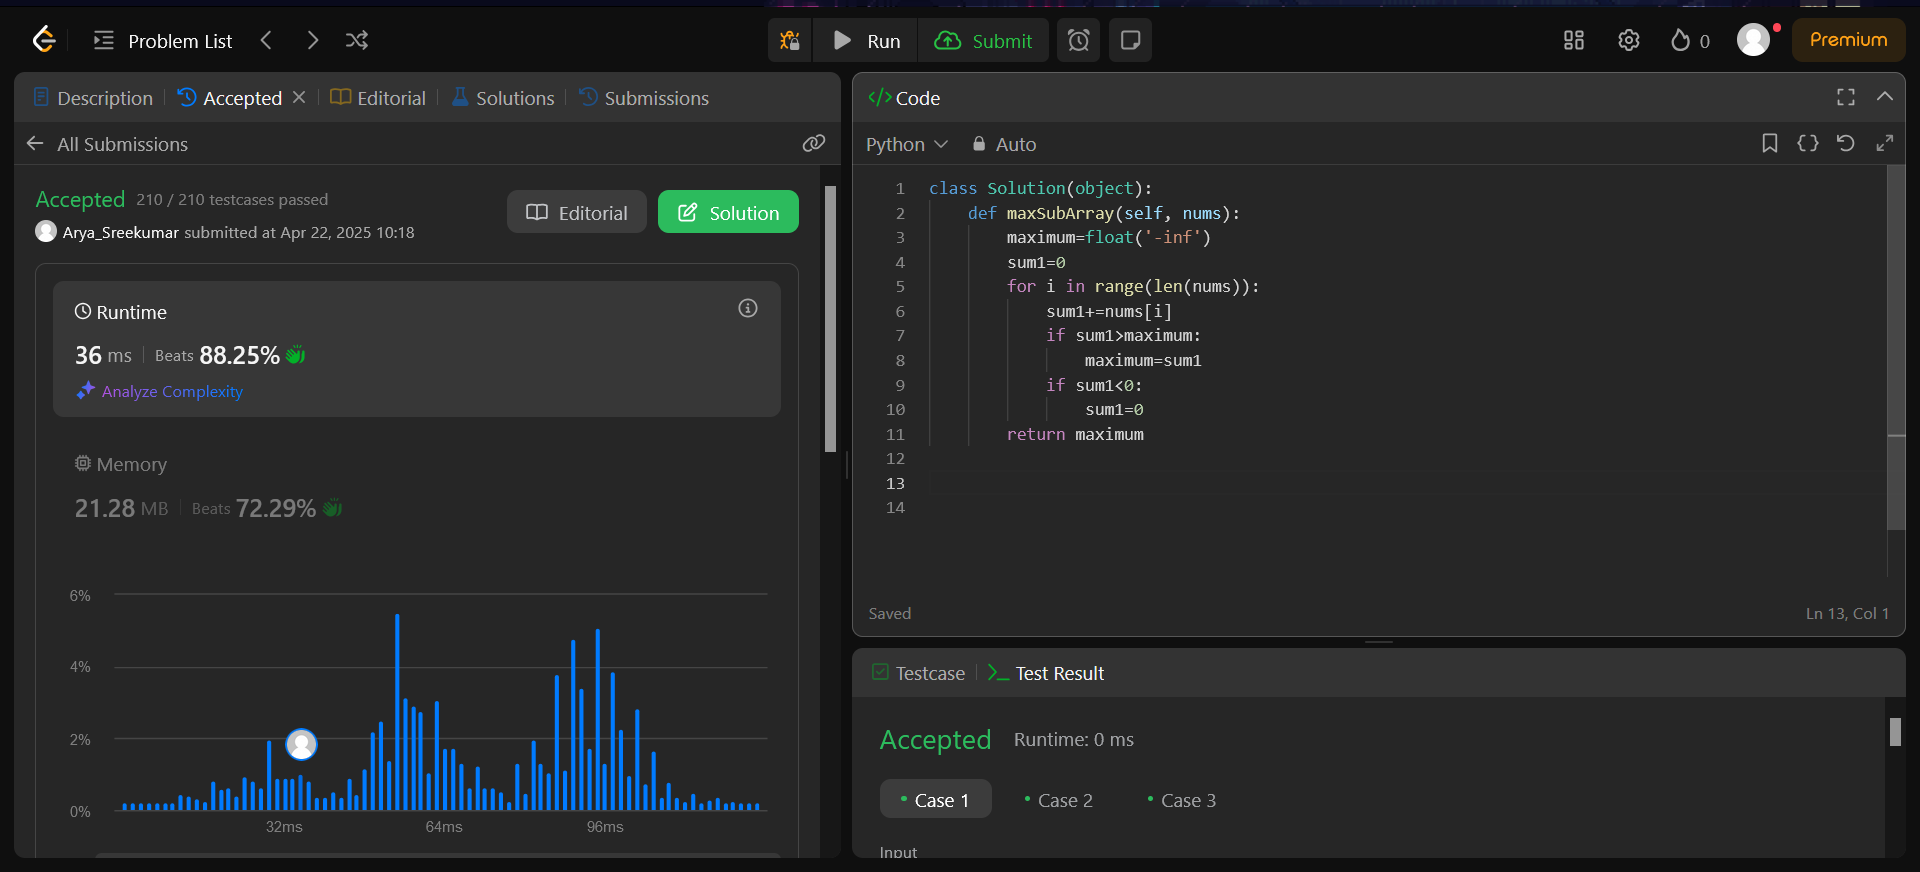 Problem List Run Submit 0 Premium
Description Accepted Editorial Solutions Submissions
All Submissions
Accepted 210 / 210 testcases passed
Arya_Sreekumar submitted at Apr 22, 2025 10:18
Editorial Solution
Runtime
36 ms Beats 88.25%
Analyze Complexity
Memory
21.28 MB Beats 72.29%
6%
4%
2%
0%
32ms 64ms 96ms
</> Code
Python Auto
1 class Solution(object):
2 def maxSubArray(self, nums):
3 maximum=float('-inf')
4 sum1=0
5 for i in range(len(nums)):
6 sum1+=nums[i]
7 if sum1>maximum:
8 maximum=sum1
9 if sum1<0:
10 sum1=0
11 return maximum
12
13
14
Saved Ln 13, Col 1
Testcase >_ Test Result
Accepted Runtime: 0 ms
Case 1 Case 2 Case 3
Input